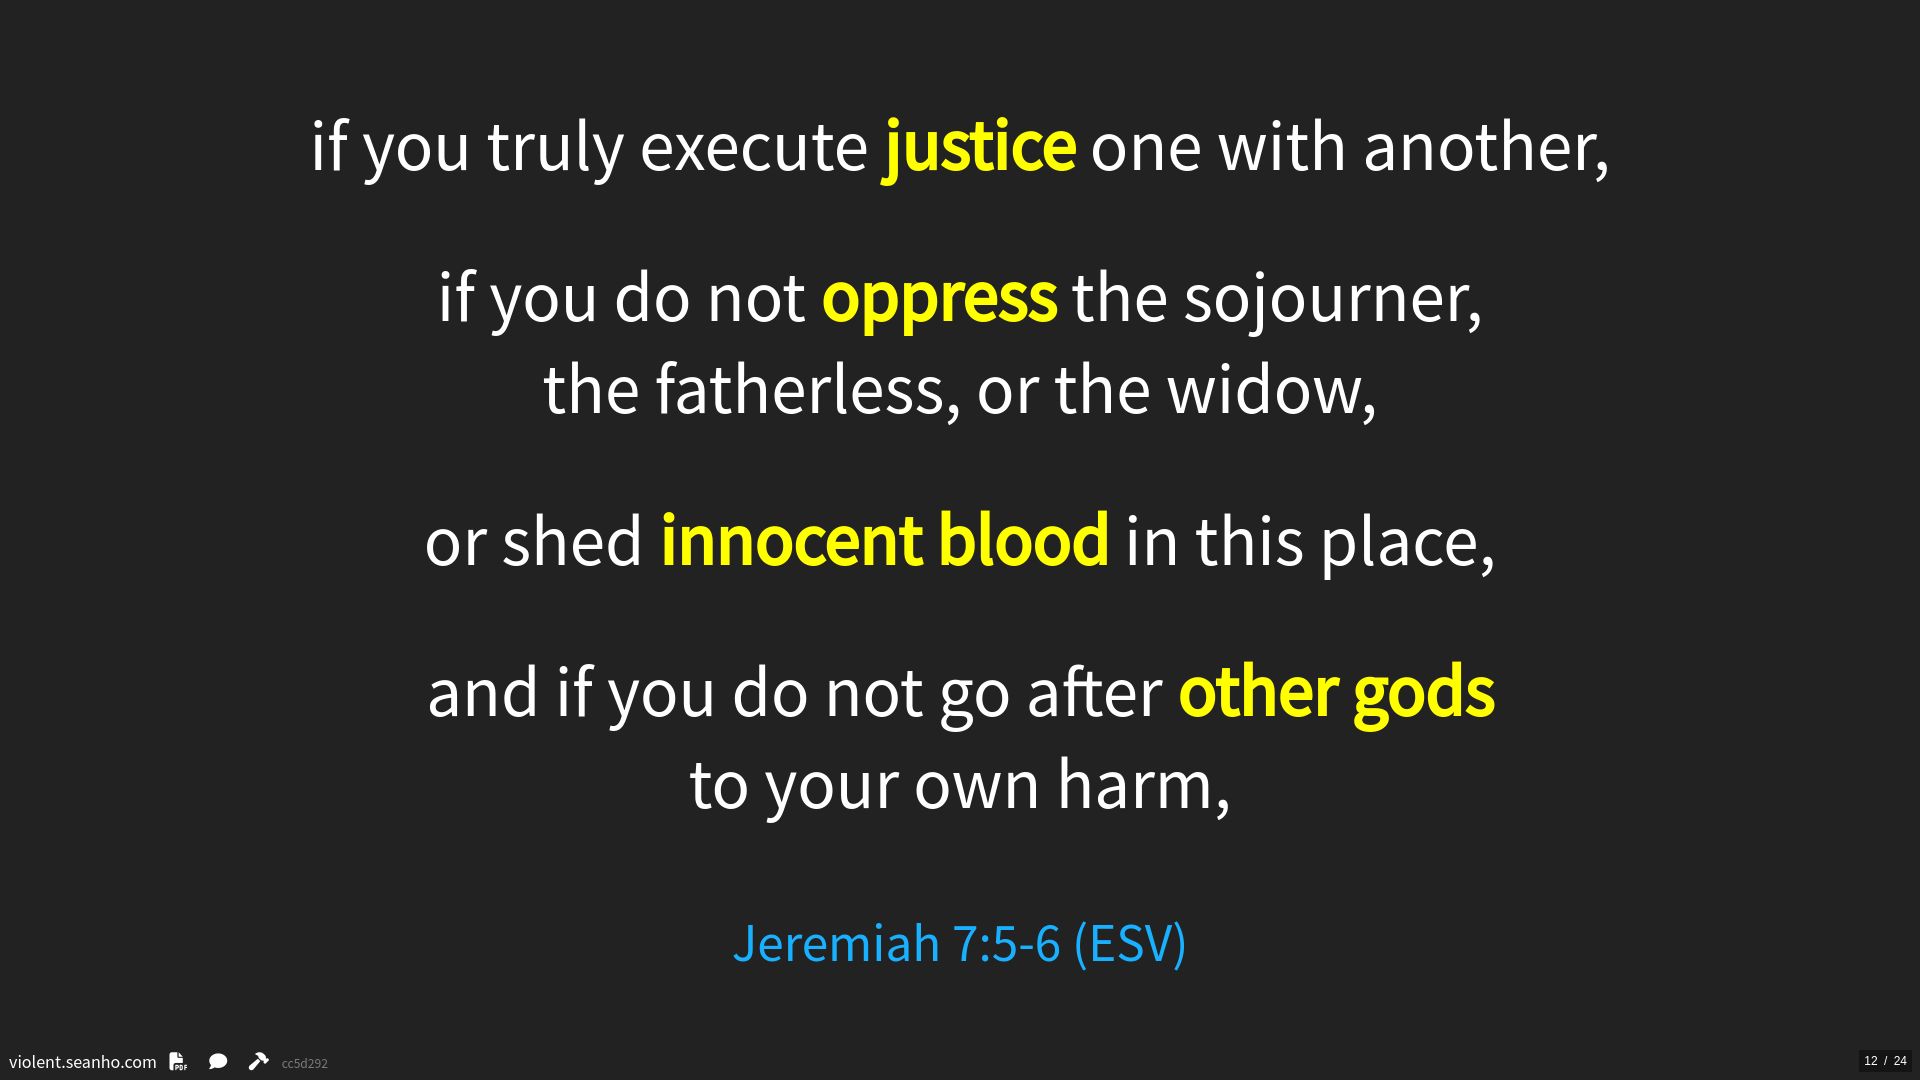 if you truly execute justice one with another,
if you do not oppress the sojourner,
the fatherless, or the widow,
or shed innocent blood in this place,
and if you do not go after other gods
to your own harm,
Jeremiah 7:5-6 (ESV)
violent.seanho.com PDF cc5d292
12 / 24